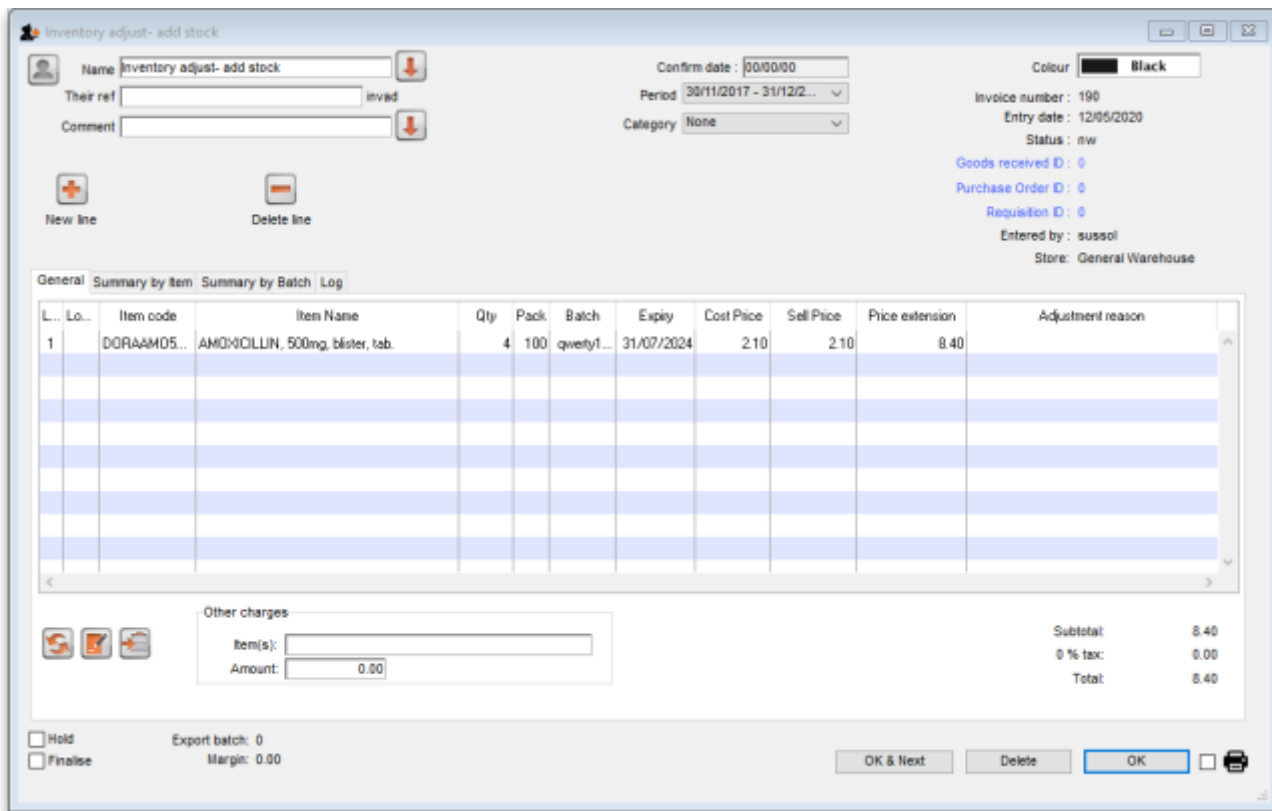 Inventory adjust- add stock
Name Inventory adjust- add stock
Their ref invad
Comment
Confirm date : 00/00/00
Period 30/11/2017 - 31/12/2...
Category None
Colour Black
Invoice number : 190
Entry date : 12/05/2020
Status : nw
Goods received ID : 0
Purchase Order ID : 0
Requisition ID : 0
Entered by : sussol
Store: General Warehouse
New line Delete line
General Summary by Item Summary by Batch Log
L... Lo... Item code Item Name Qty Pack Batch Expiry Cost Price Sell Price Price extension Adjustment reason
1 DORAAMO5... AMOXICILLIN, 500mg, blister, tab. 4 100 qwerty1... 31/07/2024 2.10 2.10 8.40
Other charges
Item(s):
Amount: 0.00
Subtotal: 8.40
0 % tax: 0.00
Total: 8.40
Hold Export batch: 0
Finalise Margin: 0.00
OK & Next Delete OK